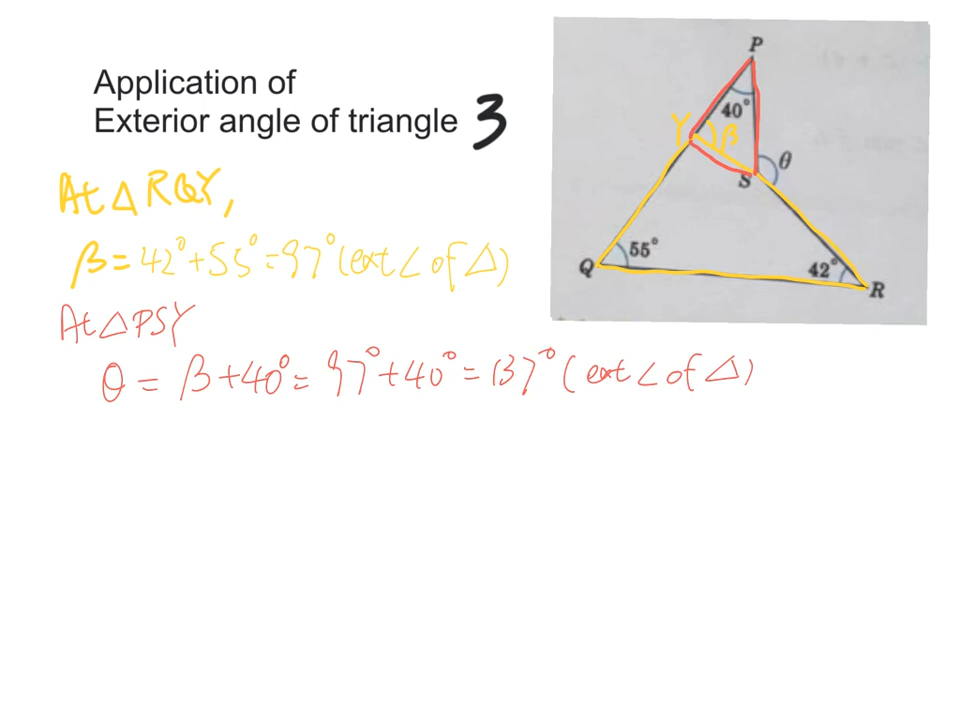 Application of
Exterior angle of triangle 3
At △ RQY,
β = 42° + 55° = 97° (ext ∠ of △)
At △ PSY
θ = β + 40° = 97° + 40° = 137° (ext ∠ of △)
P
40°
Y
β
S
θ
55°
Q
42°
R